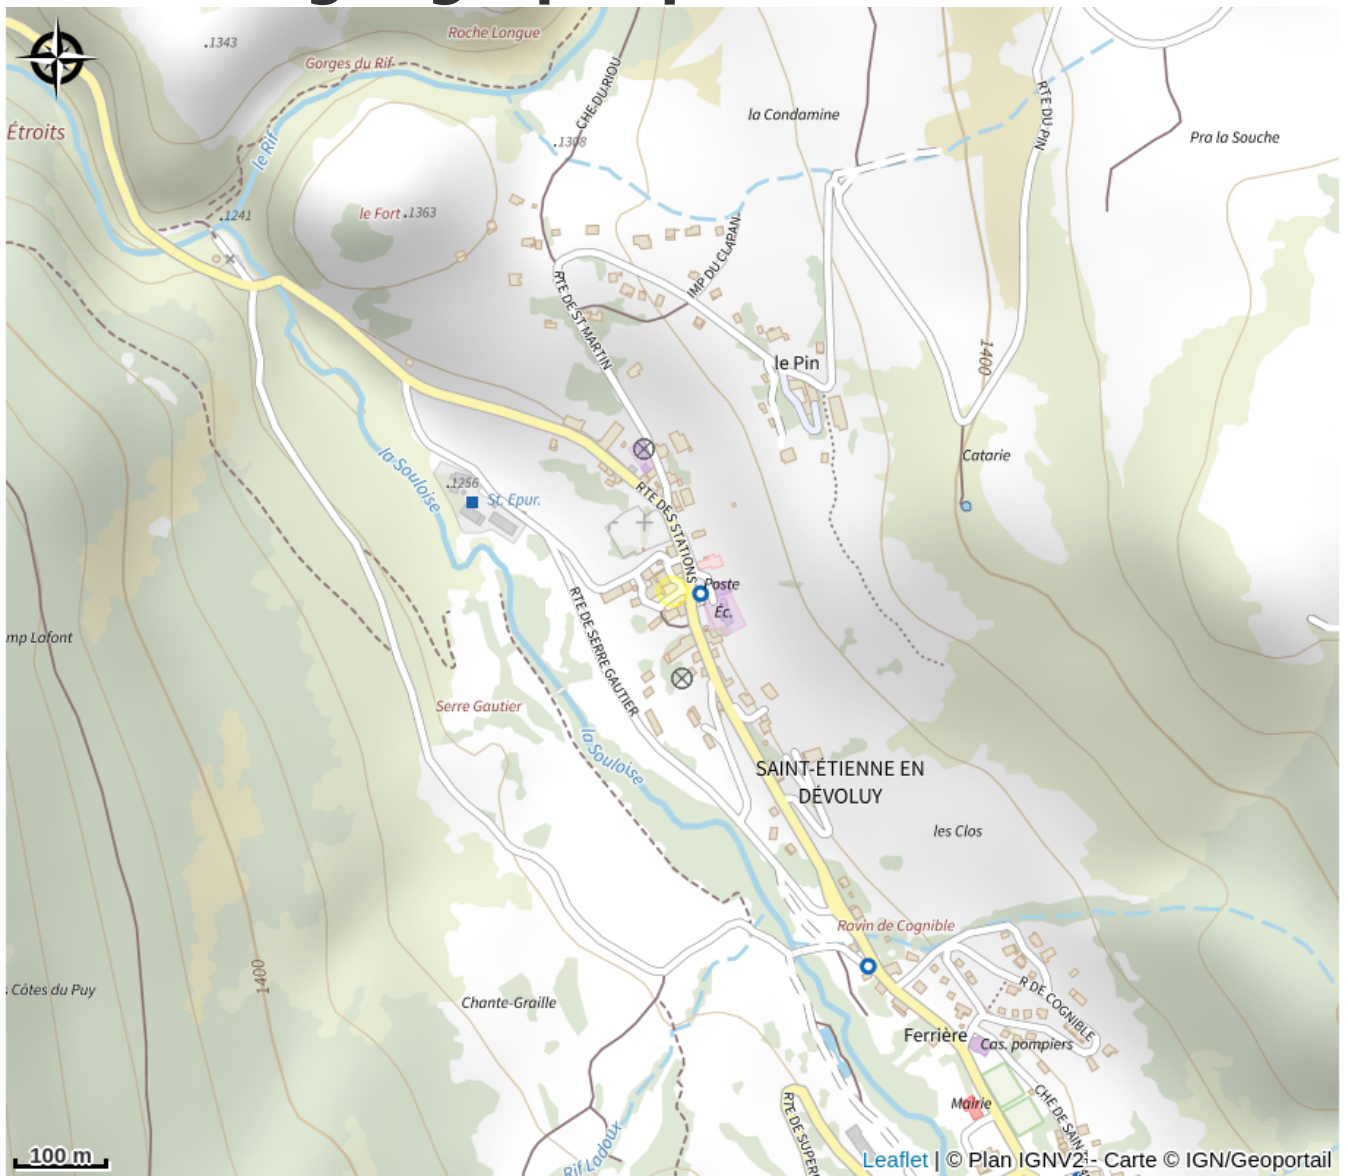 Roche Longue
.1343
Gorges du Rif
CHE DU RIOU
RTE DU PIN
la Condamine
Étroits
Pra la Souche
le Rif
.1308
.1241
le Fort .1363
IMP DU CLAPAN
RTE DE ST MARTIN
le Pin
1400
Catarie
la Souloise
.1256
St. Epur.
RTE DES STATIONS
Poste
Éc.
RTE DE SERRE GAUTIER
mp Lafont
Serre Gautier
la Souloise
SAINT-ÉTIENNE EN
DÉVOLUY
les Clos
Ravin de Cognible
1400
Côtes du Puy
Chante-Graille
R DE COGNIBLE
Ferrière
Cas. pompiers
Mairie
CHE DE SAIN
RTE DE SUPER
Rif Ladoux
100 m
Leaflet | © Plan IGNV2 - Carte © IGN/Geoportail